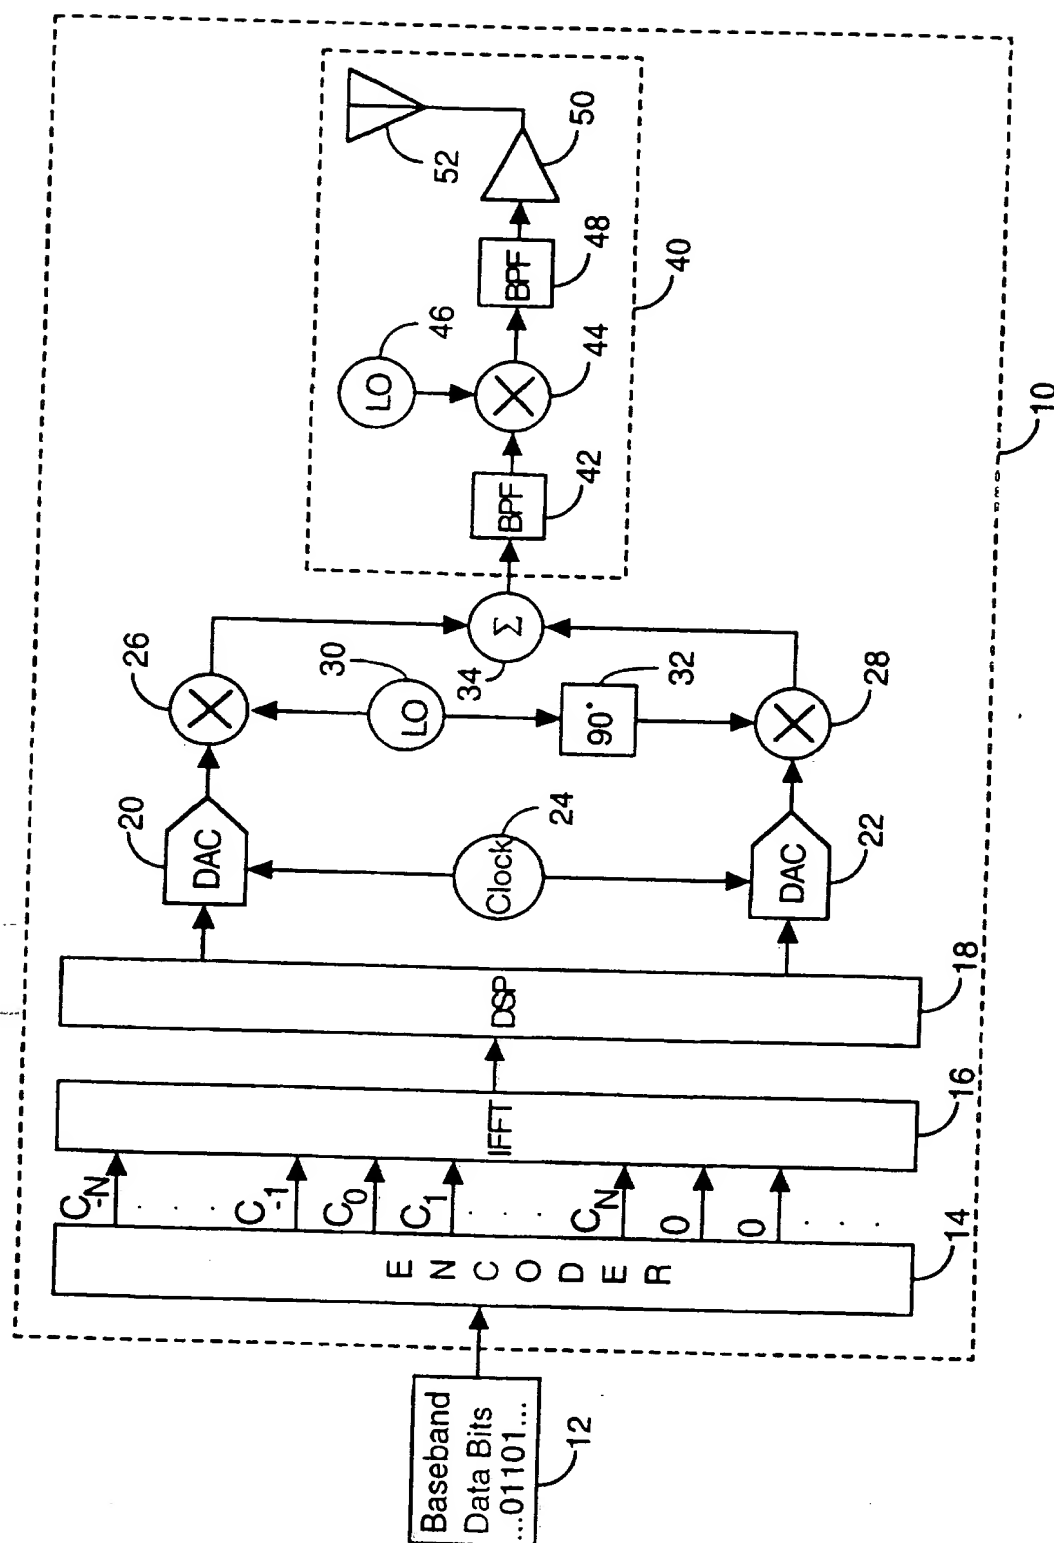 Baseband
Data Bits
...01101...
12
ENCODER
14
C-N
C-1
C0
C1
CN
0
0
IFFT
16
DSP
18
DAC
20
Clock
24
DAC
22
26
LO
30
90°
32
28
Σ
34
BPF
42
44
LO
46
BPF
48
50
52
40
10